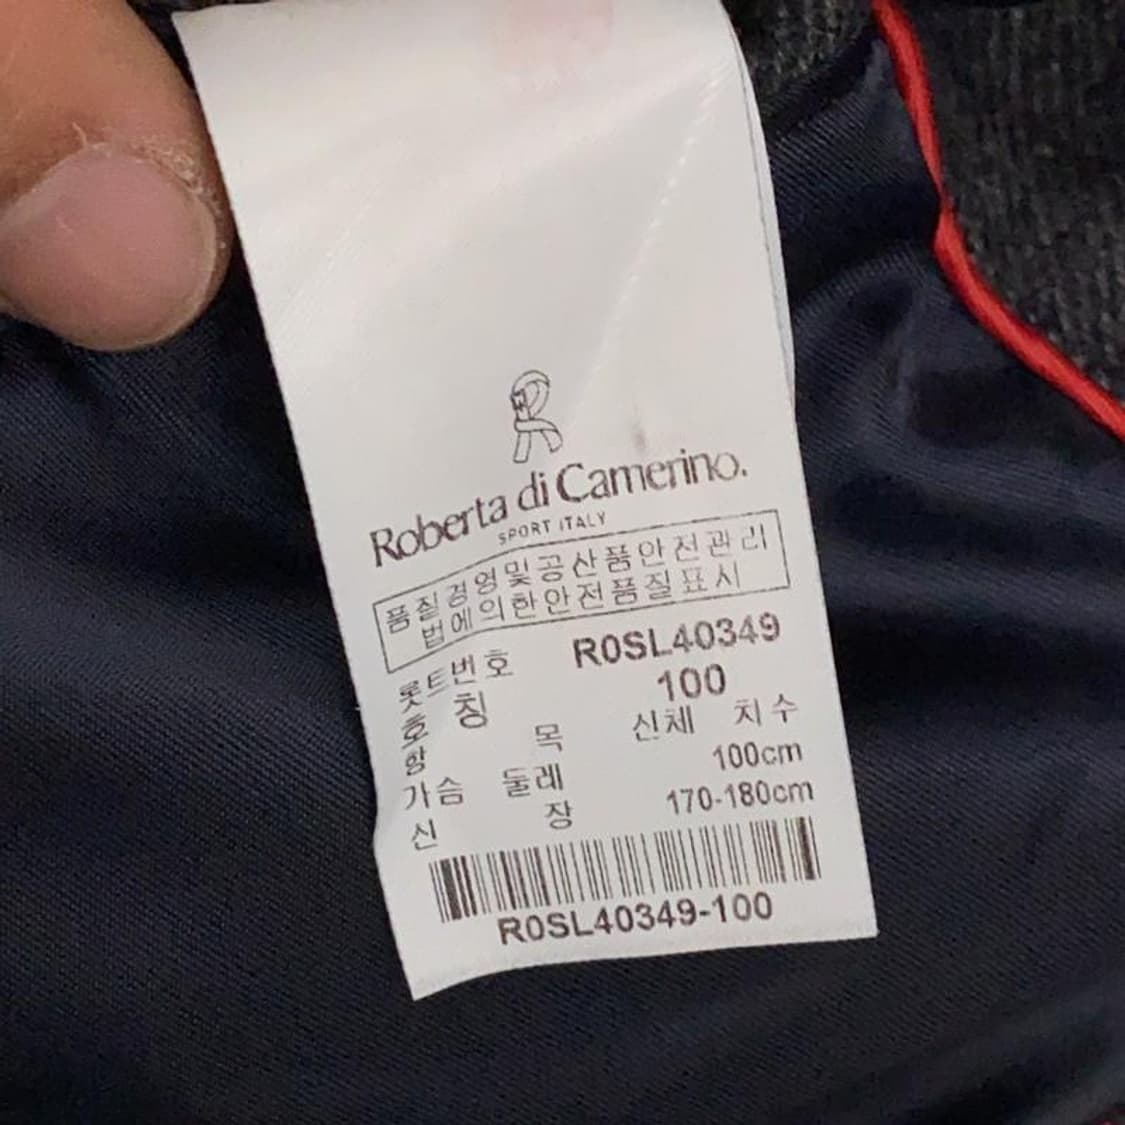 Roberta di Camerino.
SPORT ITALY
품질경영및공산품안전관리
법에의한안전품질표시
롯트번호 R0SL40349
호 칭 100
항 목 신체 치수
가슴 둘레 100cm
신 장 170-180cm
R0SL40349-100